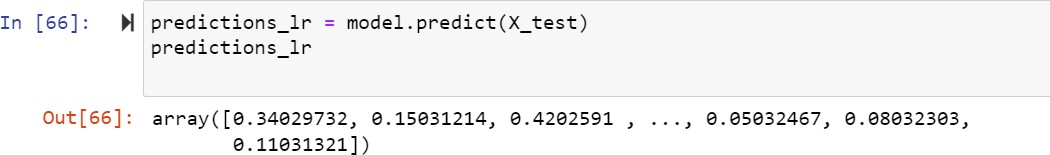 In [66]: predictions_lr = model.predict(X_test)
predictions_lr
Out[66]: array([0.34029732, 0.15031214, 0.4202591 , ..., 0.05032467, 0.08032303,
0.11031321])